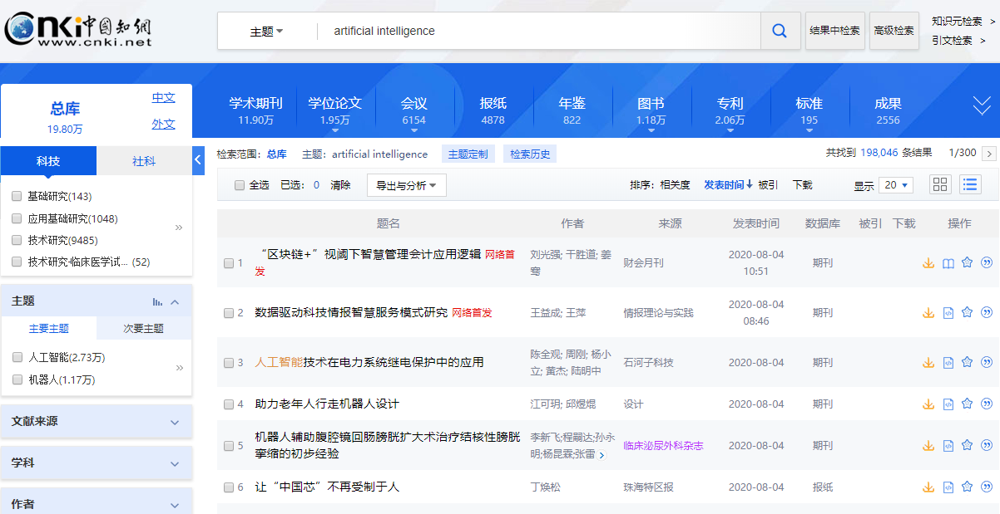 cnki中国知网
www.cnki.net
主题
artificial intelligence
结果中检索
高级检索
知识元检索 >
引文检索 >
总库
19.80万
中文
外文
学术期刊
11.90万
学位论文
1.95万
会议
6154
报纸
4878
年鉴
822
图书
1.18万
专利
2.06万
标准
195
成果
2556
科技
社科
基础研究(143)
应用基础研究(1048)
技术研究(9485)
技术研究-临床医学试... (52)
主题
主要主题
次要主题
人工智能(2.73万)
机器人(1.17万)
文献来源
学科
作者
检索范围：总库 主题：artificial intelligence 主题定制 检索历史
共找到 198,046 条结果 1/300
全选 已选：0 清除 导出与分析
排序：相关度 发表时间↓ 被引 下载
显示 20
题名 作者 来源 发表时间 数据库 被引 下载 操作
1 “区块链+”视阈下智慧管理会计应用逻辑 网络首
发
刘光强; 干胜道; 姜
骞
财会月刊
2020-08-04
10:51
期刊
2 数据驱动科技情报智慧服务模式研究 网络首发
王益成; 王萍
情报理论与实践
2020-08-04
08:46
期刊
3 人工智能技术在电力系统继电保护中的应用
陈全观; 周刚; 杨小
立; 黄杰; 陆明中
石河子科技
2020-08-04
期刊
4 助力老年人行走机器人设计
江可玥; 邱煜焜
设计
2020-08-04
期刊
5 机器人辅助腹腔镜回肠膀胱扩大术治疗结核性膀胱
挛缩的初步经验
李新飞;程嗣达;孙永
明;杨昆霖;张雷
临床泌尿外科杂志
2020-08-04
期刊
6 让“中国芯”不再受制于人
丁焕松
珠海特区报
2020-08-04
报纸